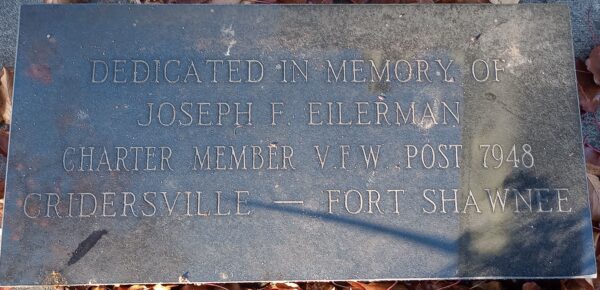 DEDICATED IN MEMORY OF
JOSEPH F. EILERMAN
CHARTER MEMBER V.F.W. POST 7948
CRIDERSVILLE — FORT SHAWNEE